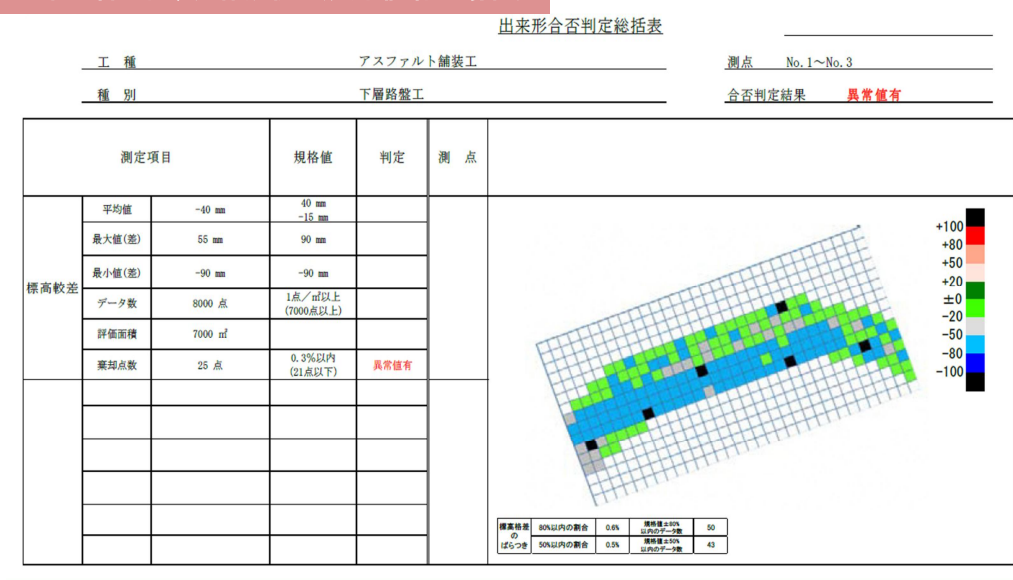 出来形合否判定総括表
工 種 アスファルト舗装工 測点 No.1～No.3
種 別 下層路盤工 合否判定結果 異常値有
測定項目 規格値 判定 測 点
標高較差
平均値 -40 ㎜ 40 ㎜
-15 ㎜
最大値(差) 55 ㎜ 90 ㎜
最小値(差) -90 ㎜ -90 ㎜
データ数 8000 点 1点／㎡以上
(7000点以上)
評価面積 7000 ㎡
棄却点数 25 点 0.3%以内
(21点以下) 異常値有
+100
+80
+50
+20
±0
-20
-50
-80
-100
標高格差
の
ばらつき
80%以内の割合 0.6% 規格値±80%
以内のデータ数 50
50%以内の割合 0.5% 規格値±50%
以内のデータ数 43